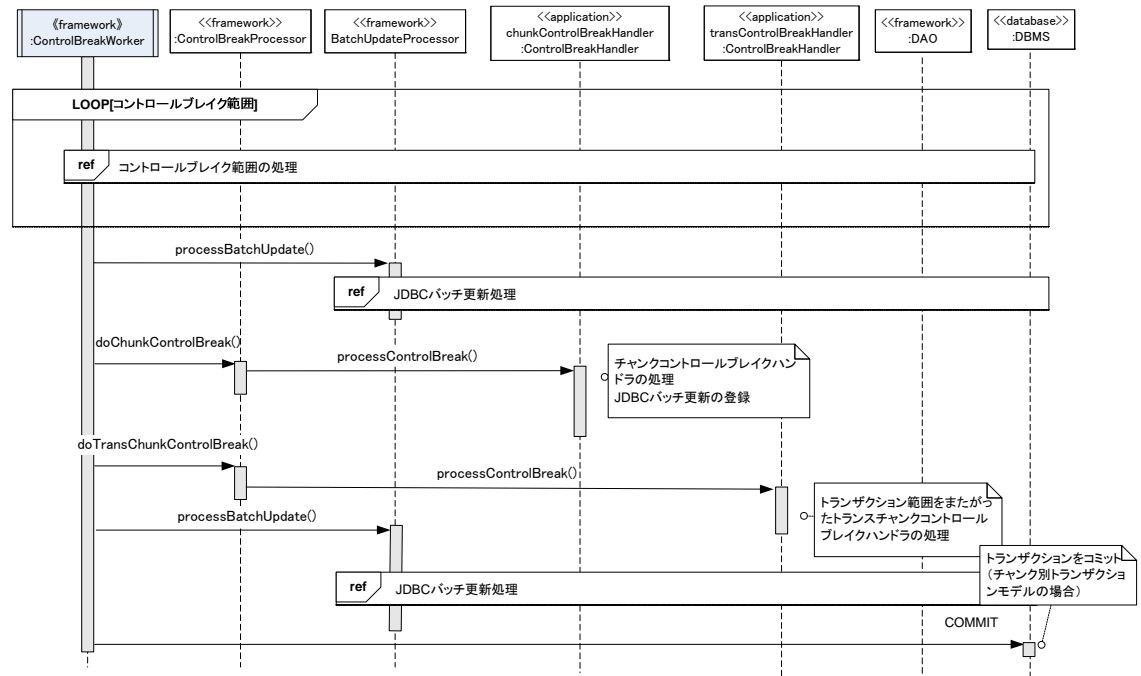 《framework》
:ControlBreakWorker
<<framework>>
:ControlBreakProcessor
<<framework>>
BatchUpdateProcessor
<<application>>
chunkControlBreakHandler
:ControlBreakHandler
<<application>>
transControlBreakHandler
:ControlBreakHandler
<<framework>>
:DAO
<<database>>
:DBMS
LOOP[コントロールブレイク範囲]
ref
コントロールブレイク範囲の処理
processBatchUpdate()
ref
JDBCバッチ更新処理
doChunkControlBreak()
processControlBreak()
チャンクコントロールブレイクハン
ドラの処理
JDBCバッチ更新の登録
doTransChunkControlBreak()
processControlBreak()
トランザクション範囲をまたがっ
たトランスチャンクコントロール
ブレイクハンドラの処理
processBatchUpdate()
トランザクションをコミット
(チャンク別トランザクショ
ンモデルの場合)
ref
JDBCバッチ更新処理
COMMIT